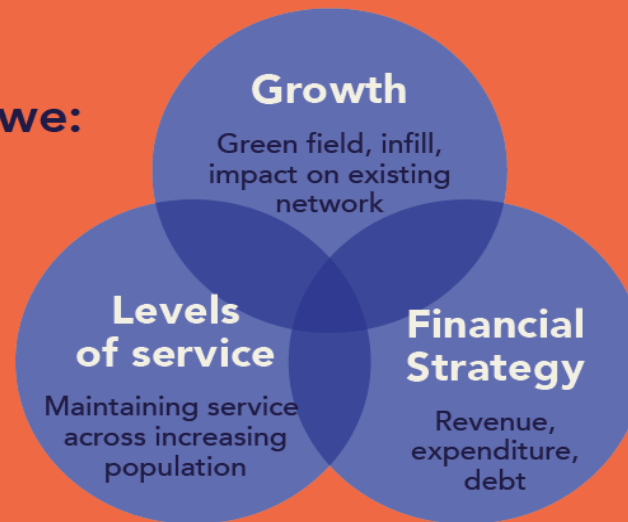 we:
Growth
Green field, infill,
impact on existing
network
Levels
of service
Maintaining service
across increasing
population
Financial
Strategy
Revenue,
expenditure,
debt